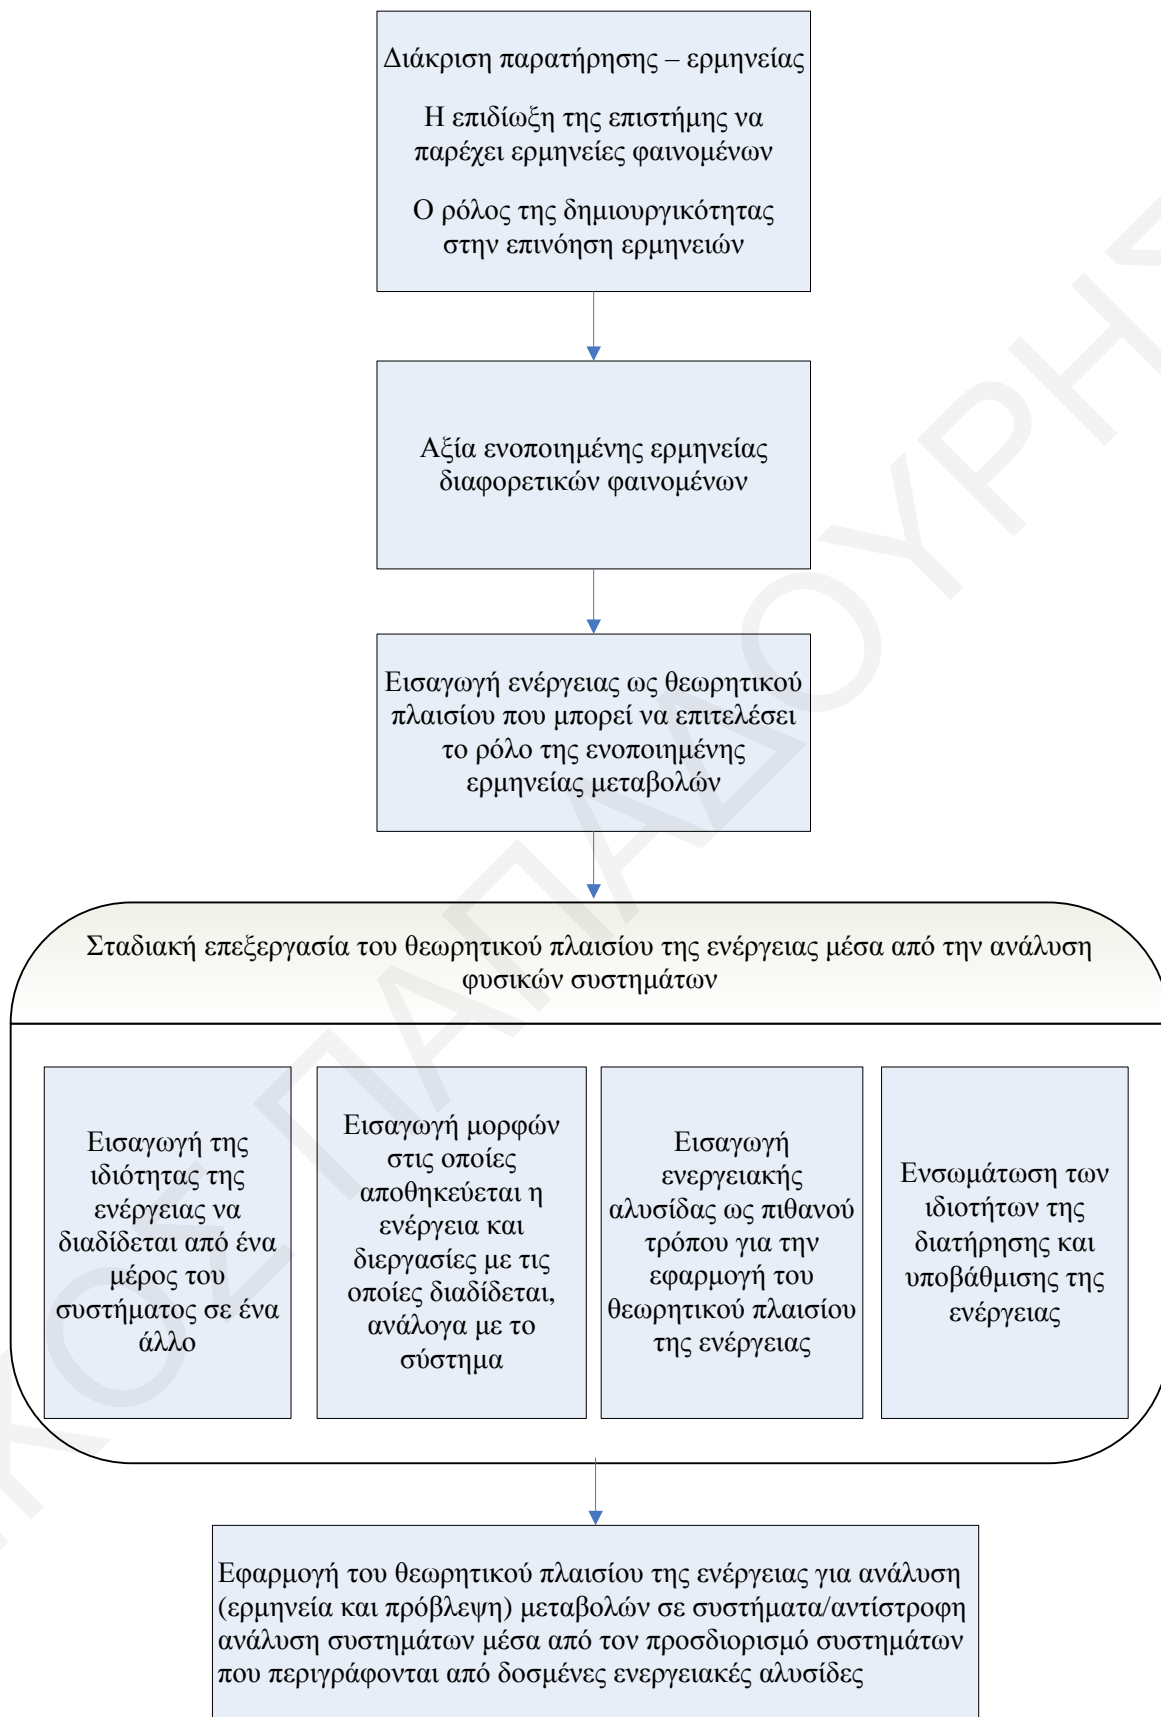 Διάκριση παρατήρησης – ερμηνείας
Η επιδίωξη της επιστήμης να
παρέχει ερμηνείες φαινομένων
Ο ρόλος της δημιουργικότητας
στην επινόηση ερμηνειών
Αξία ενοποιημένης ερμηνείας
διαφορετικών φαινομένων
Εισαγωγή ενέργειας ως θεωρητικού
πλαισίου που μπορεί να επιτελέσει
το ρόλο της ενοποιημένης
ερμηνείας μεταβολών
Σταδιακή επεξεργασία του θεωρητικού πλαισίου της ενέργειας μέσα από την ανάλυση
φυσικών συστημάτων
Εισαγωγή της
ιδιότητας της
ενέργειας να
διαδίδεται από ένα
μέρος του
συστήματος σε ένα
άλλο
Εισαγωγή μορφών
στις οποίες
αποθηκεύεται η
ενέργεια και
διεργασίες με τις
οποίες διαδίδεται,
ανάλογα με το
σύστημα
Εισαγωγή
ενεργειακής
αλυσίδας ως πιθανού
τρόπου για την
εφαρμογή του
θεωρητικού πλαισίου
της ενέργειας
Ενσωμάτωση των
ιδιοτήτων της
διατήρησης και
υποβάθμισης της
ενέργειας
Εφαρμογή του θεωρητικού πλαισίου της ενέργειας για ανάλυση
(ερμηνεία και πρόβλεψη) μεταβολών σε συστήματα/αντίστροφη
ανάλυση συστημάτων μέσα από τον προσδιορισμό συστημάτων
που περιγράφονται από δοσμένες ενεργειακές αλυσίδες
ΚΟΣ ΠΑΠΑΔΟΥΡΗΣ